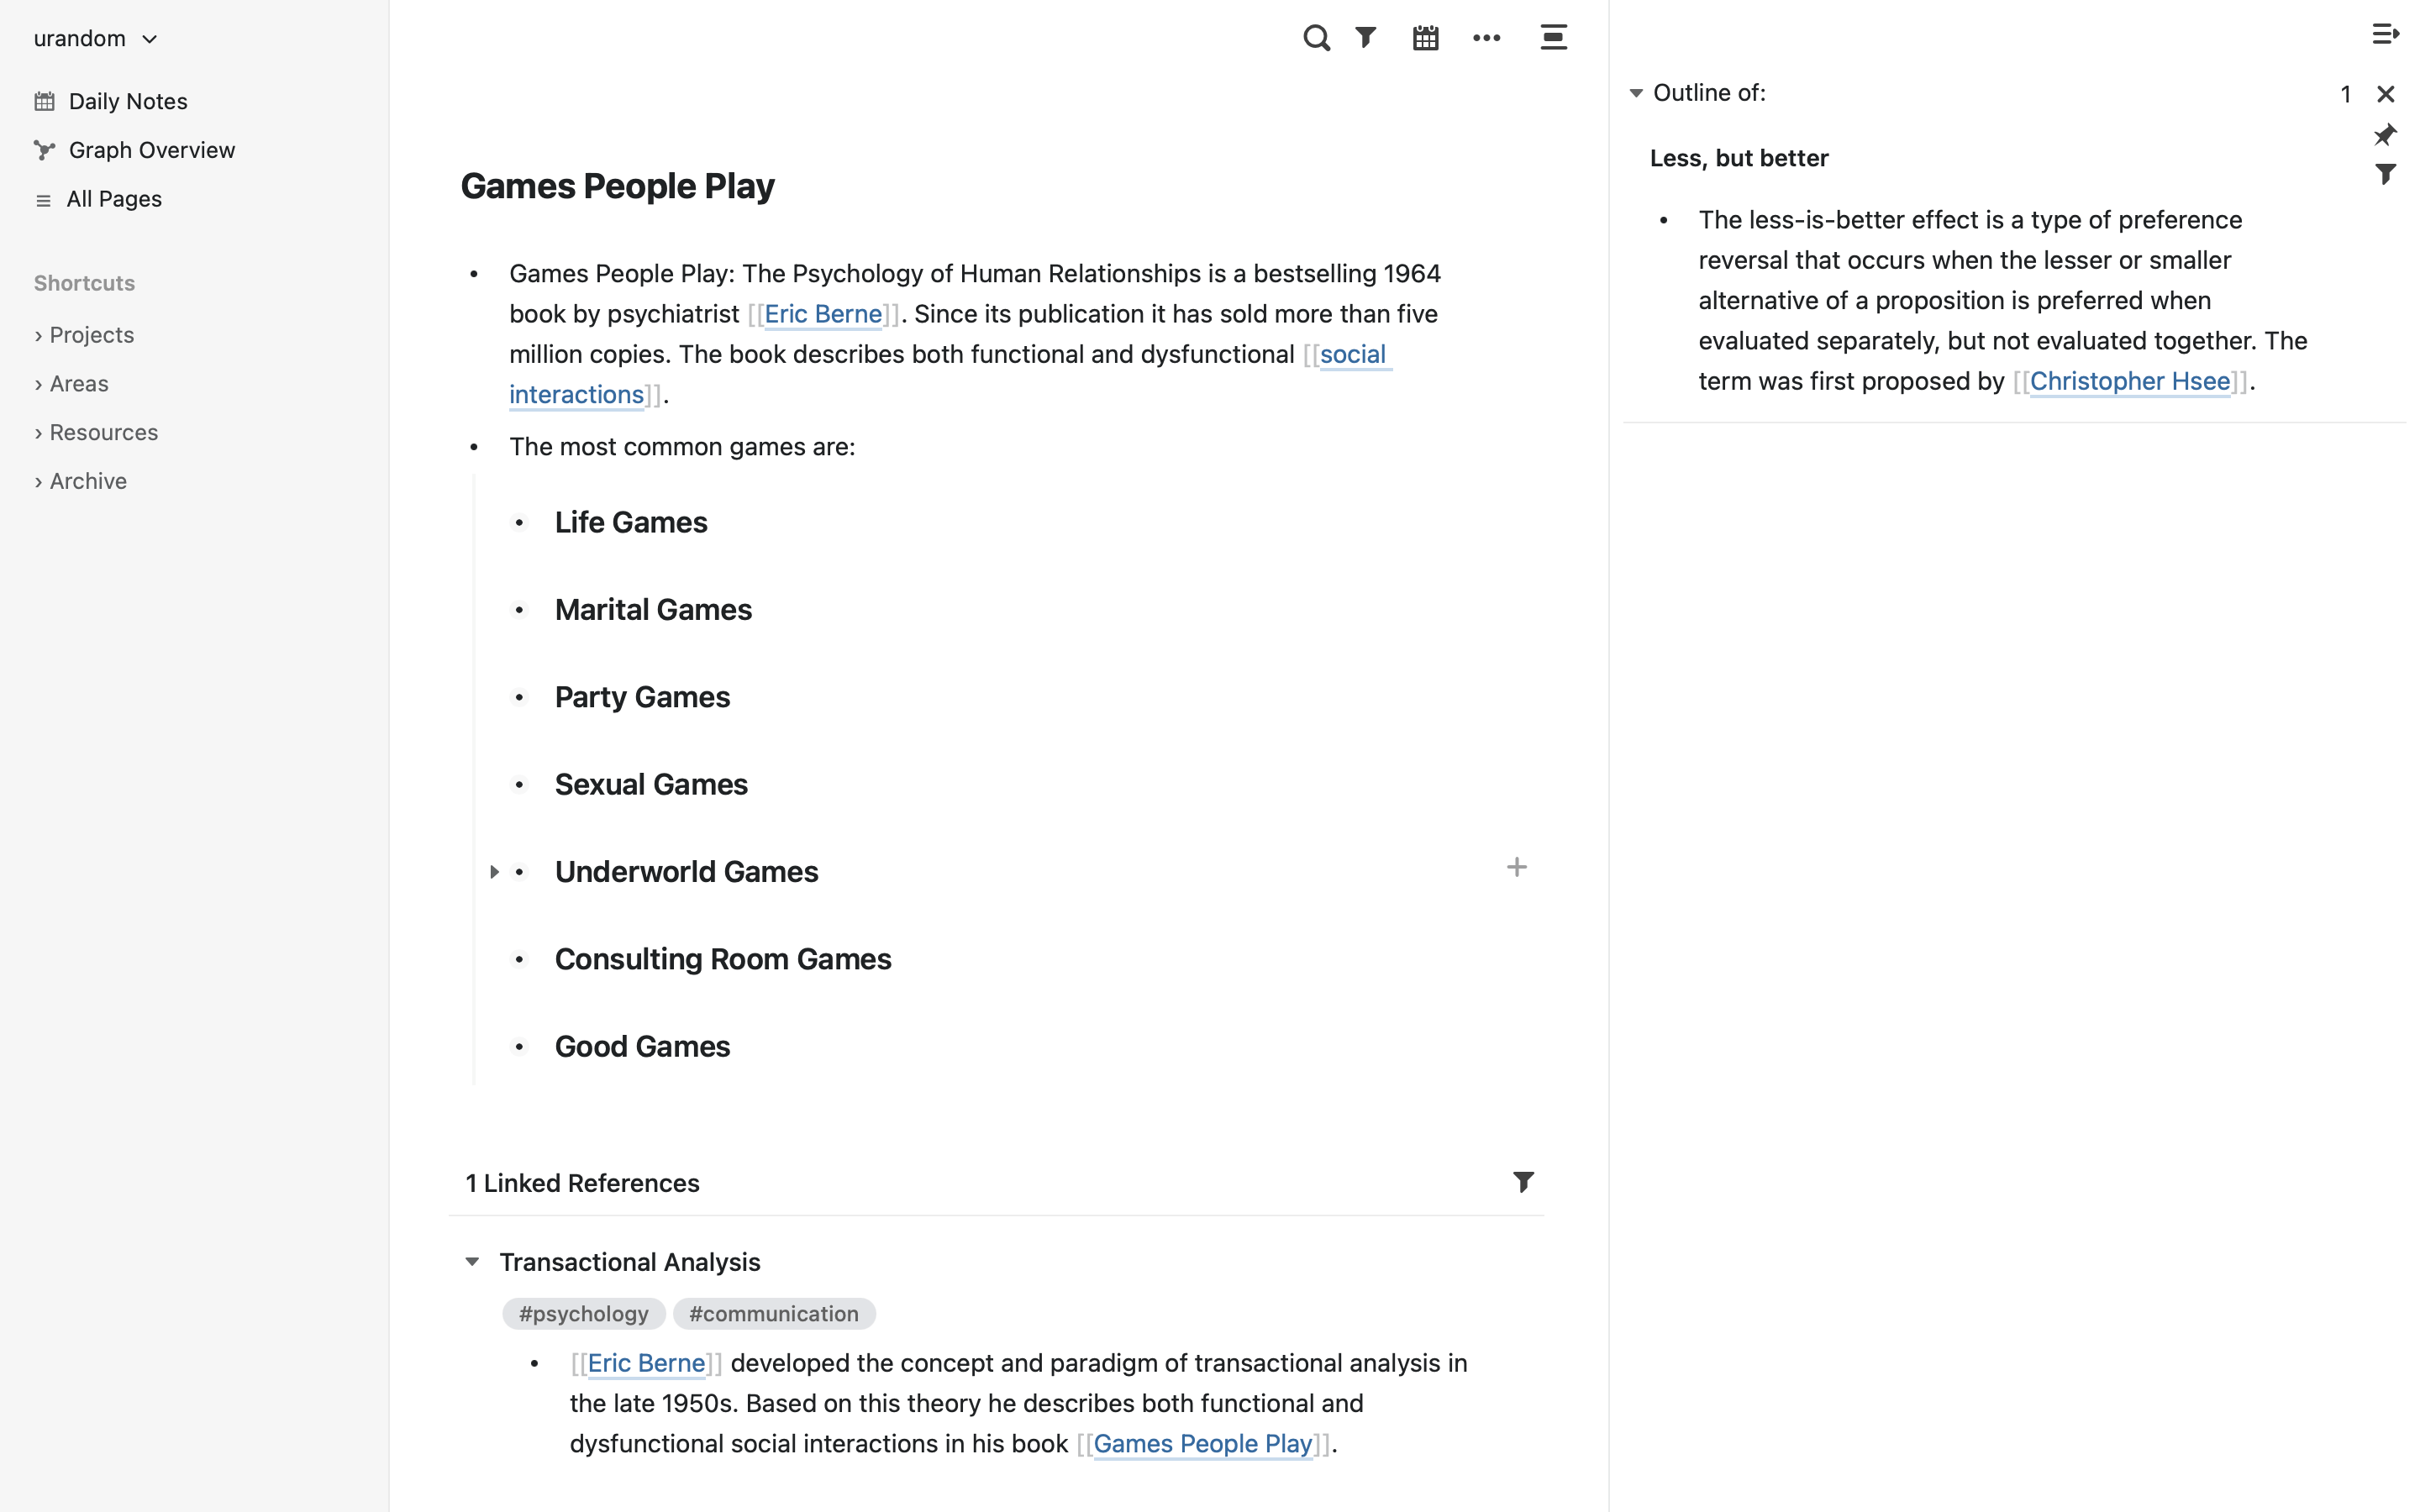 urandom
Daily Notes
Graph Overview
All Pages
Shortcuts
› Projects
› Areas
› Resources
› Archive
Games People Play
• Games People Play: The Psychology of Human Relationships is a bestselling 1964
book by psychiatrist [[Eric Berne]]. Since its publication it has sold more than five
million copies. The book describes both functional and dysfunctional [[social
interactions]].
• The most common games are:
• Life Games
• Marital Games
• Party Games
• Sexual Games
• Underworld Games
• Consulting Room Games
• Good Games
1 Linked References
Transactional Analysis
#psychology #communication
• [[Eric Berne]] developed the concept and paradigm of transactional analysis in
the late 1950s. Based on this theory he describes both functional and
dysfunctional social interactions in his book [[Games People Play]].
Outline of: 1
Less, but better
• The less-is-better effect is a type of preference
reversal that occurs when the lesser or smaller
alternative of a proposition is preferred when
evaluated separately, but not evaluated together. The
term was first proposed by [[Christopher Hsee]].